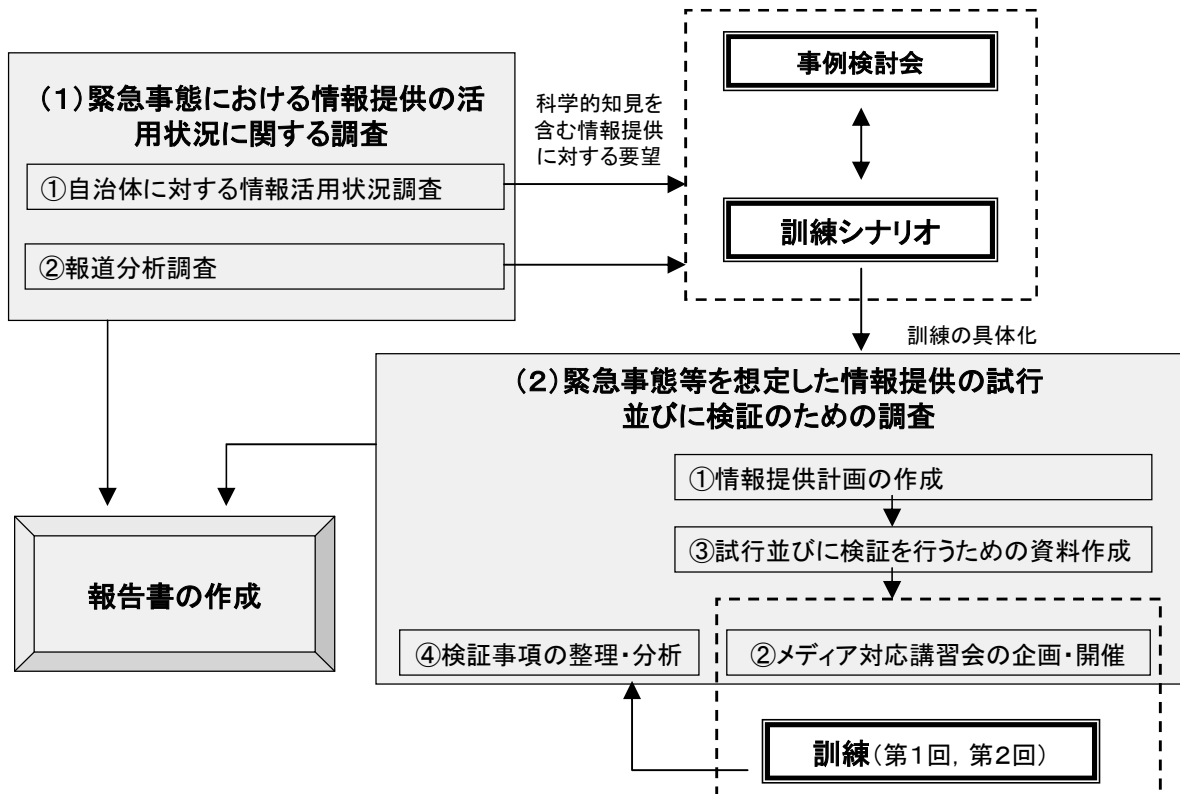 (1)緊急事態における情報提供の活
用状況に関する調査
①自治体に対する情報活用状況調査
②報道分析調査
科学的知見を
含む情報提供
に対する要望
事例検討会
訓練シナリオ
訓練の具体化
(2)緊急事態等を想定した情報提供の試行
並びに検証のための調査
①情報提供計画の作成
③試行並びに検証を行うための資料作成
④検証事項の整理・分析
②メディア対応講習会の企画・開催
訓練(第1回, 第2回)
報告書の作成